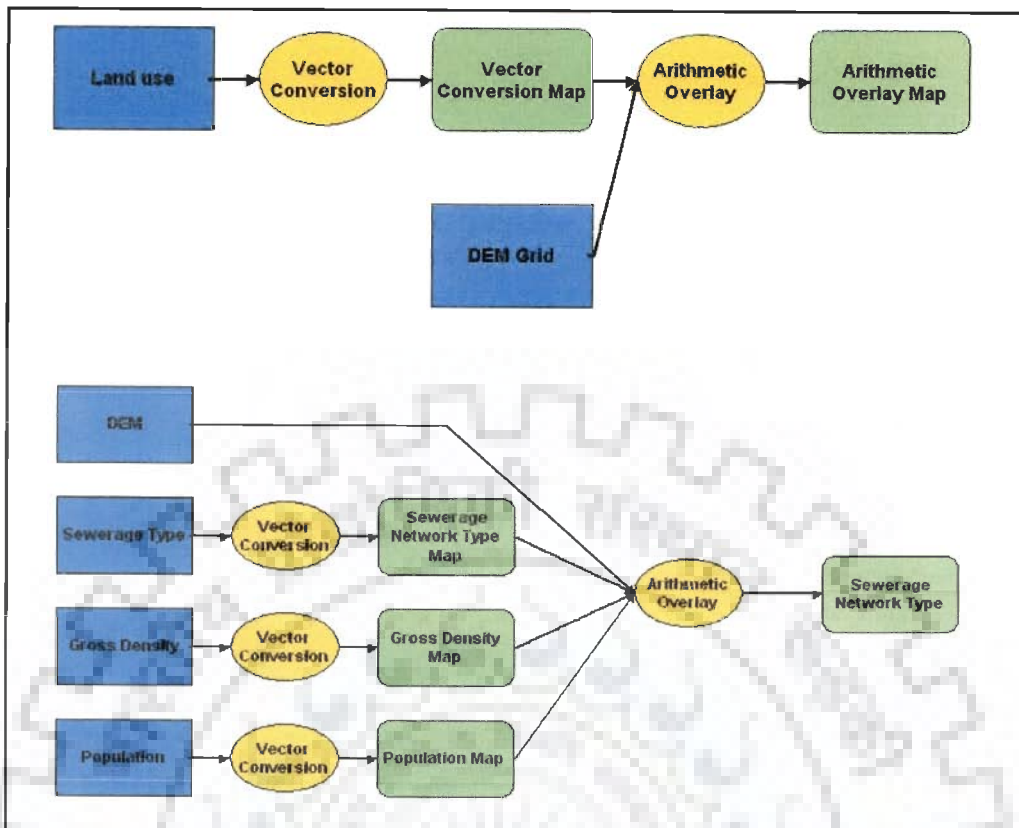 Land use
Vector
Conversion
Vector
Conversion Map
Arithmetic
Overlay
Arithmetic
Overlay Map
DEM Grid
DEM
Sewerage Type
Vector
Conversion
Sewerage
Network Type
Map
Arithmetic
Overlay
Sewerage
Network Type
Gross Density
Vector
Conversion
Gross Density
Map
Population
Vector
Conversion
Population Map